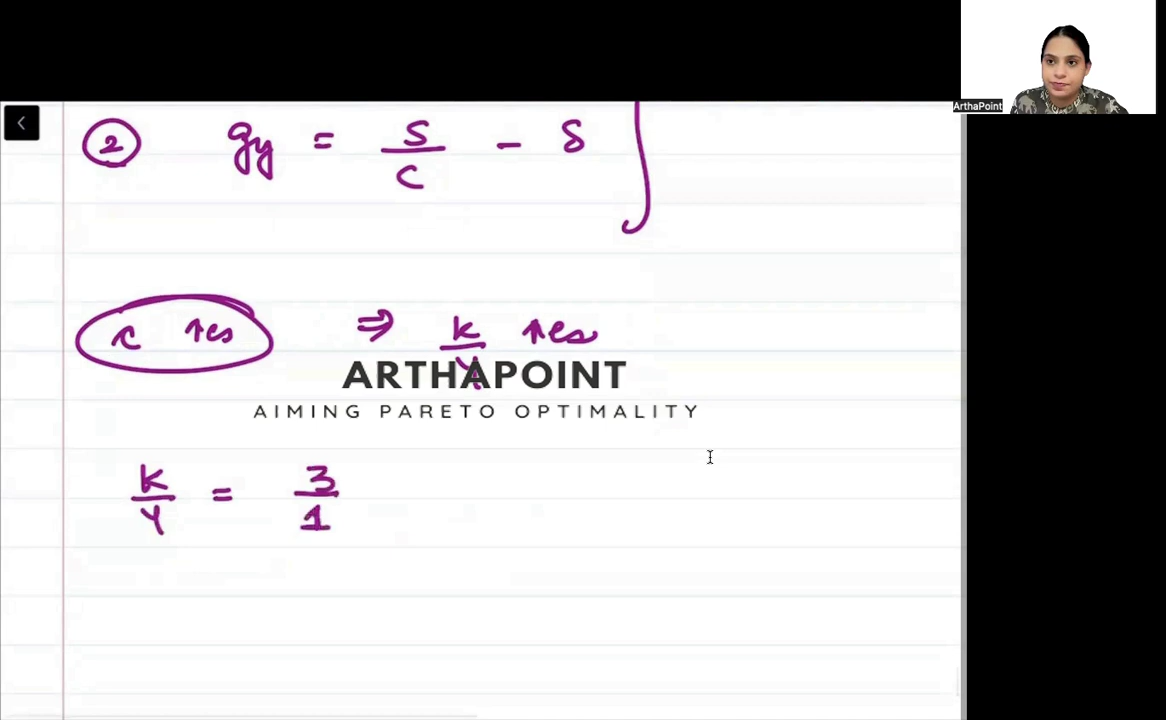 ArthaPoint
② gy = s/c - δ
c ↑es ⇒ k/Y ↑es
ARTHAPOINT
AIMING PARETO OPTIMALITY
k/Y = 3/1